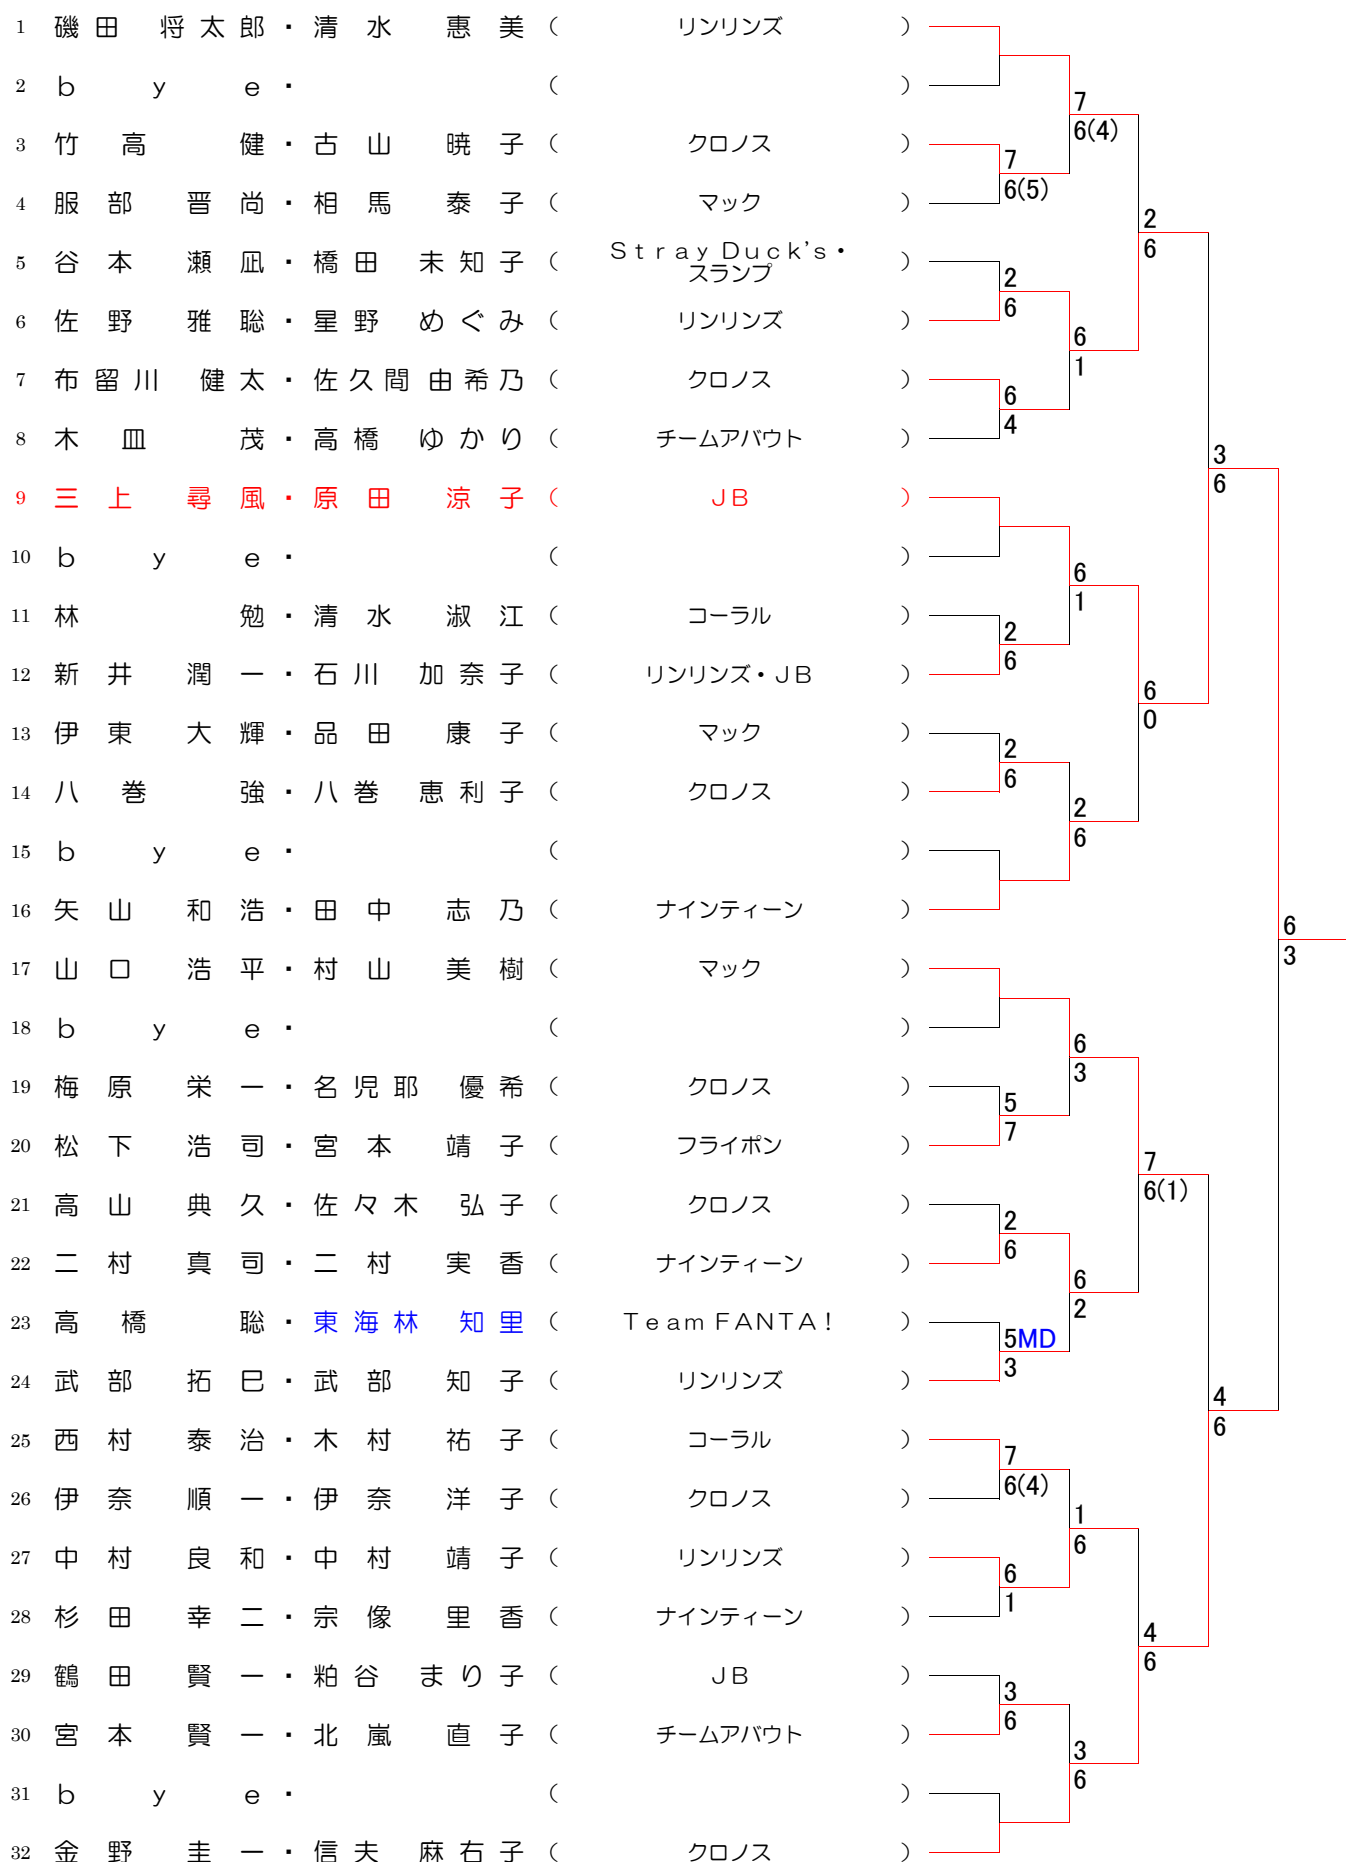 1 磯田 将太郎・清水 惠美 ( リンリンズ )
2 bye・ ( )
7
6(4)
3 竹高 健・古山 暁子 ( クロノス )
7
6(5)
4 服部 晋尚・相馬 泰子 ( マック )
2
6
5 谷本 瀬凪・橋田 未知子 ( Stray Duck's・
スランプ )
2
6
6 佐野 雅聡・星野 めぐみ ( リンリンズ )
6
1
7 布留川 健太・佐久間 由希乃 ( クロノス )
6
4
8 木皿 茂・高橋 ゆかり ( チームアバウト )
3
6
9 三上 尋風・原田 涼子 ( JB )
10 bye・ ( )
6
1
11 林 勉・清水 淑江 ( コーラル )
2
6
12 新井 潤一・石川 加奈子 ( リンリンズ・JB )
6
0
13 伊東 大輝・品田 康子 ( マック )
2
6
14 八巻 強・八巻 恵利子 ( クロノス )
2
6
15 bye・ ( )
16 矢山 和浩・田中 志乃 ( ナインティーン )
6
3
17 山口 浩平・村山 美樹 ( マック )
18 bye・ ( )
6
3
19 梅原 栄一・名児耶 優希 ( クロノス )
5
7
20 松下 浩司・宮本 靖子 ( フライポン )
7
6(1)
21 高山 典久・佐々木 弘子 ( クロノス )
2
6
22 二村 真司・二村 実香 ( ナインティーン )
6
2
23 高橋 聡・東海林 知里 ( Team FANTA! )
5MD
3
24 武部 拓巳・武部 知子 ( リンリンズ )
4
6
25 西村 泰治・木村 祐子 ( コーラル )
7
6(4)
26 伊奈 順一・伊奈 洋子 ( クロノス )
1
6
27 中村 良和・中村 靖子 ( リンリンズ )
6
1
28 杉田 幸二・宗像 里香 ( ナインティーン )
4
6
29 鶴田 賢一・粕谷 まり子 ( JB )
3
6
30 宮本 賢一・北嵐 直子 ( チームアバウト )
3
6
31 bye・ ( )
32 金野 圭一・信夫 麻右子 ( クロノス )